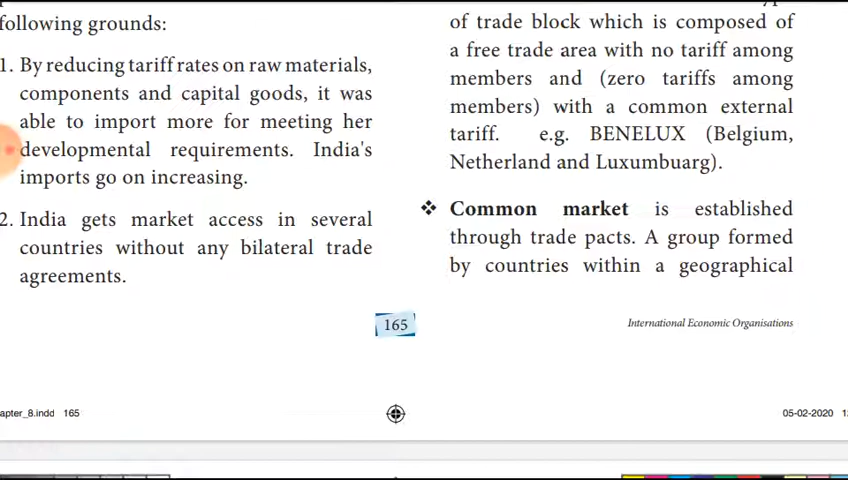 following grounds:
1. By reducing tariff rates on raw materials,
components and capital goods, it was
able to import more for meeting her
developmental requirements. India's
imports go on increasing.
2. India gets market access in several
countries without any bilateral trade
agreements.
of trade block which is composed of
a free trade area with no tariff among
members and (zero tariffs among
members) with a common external
tariff. e.g. BENELUX (Belgium,
Netherland and Luxumbuarg).
❖ Common market is established
through trade pacts. A group formed
by countries within a geographical
165
International Economic Organisations
apter_8.indd 165
05-02-2020